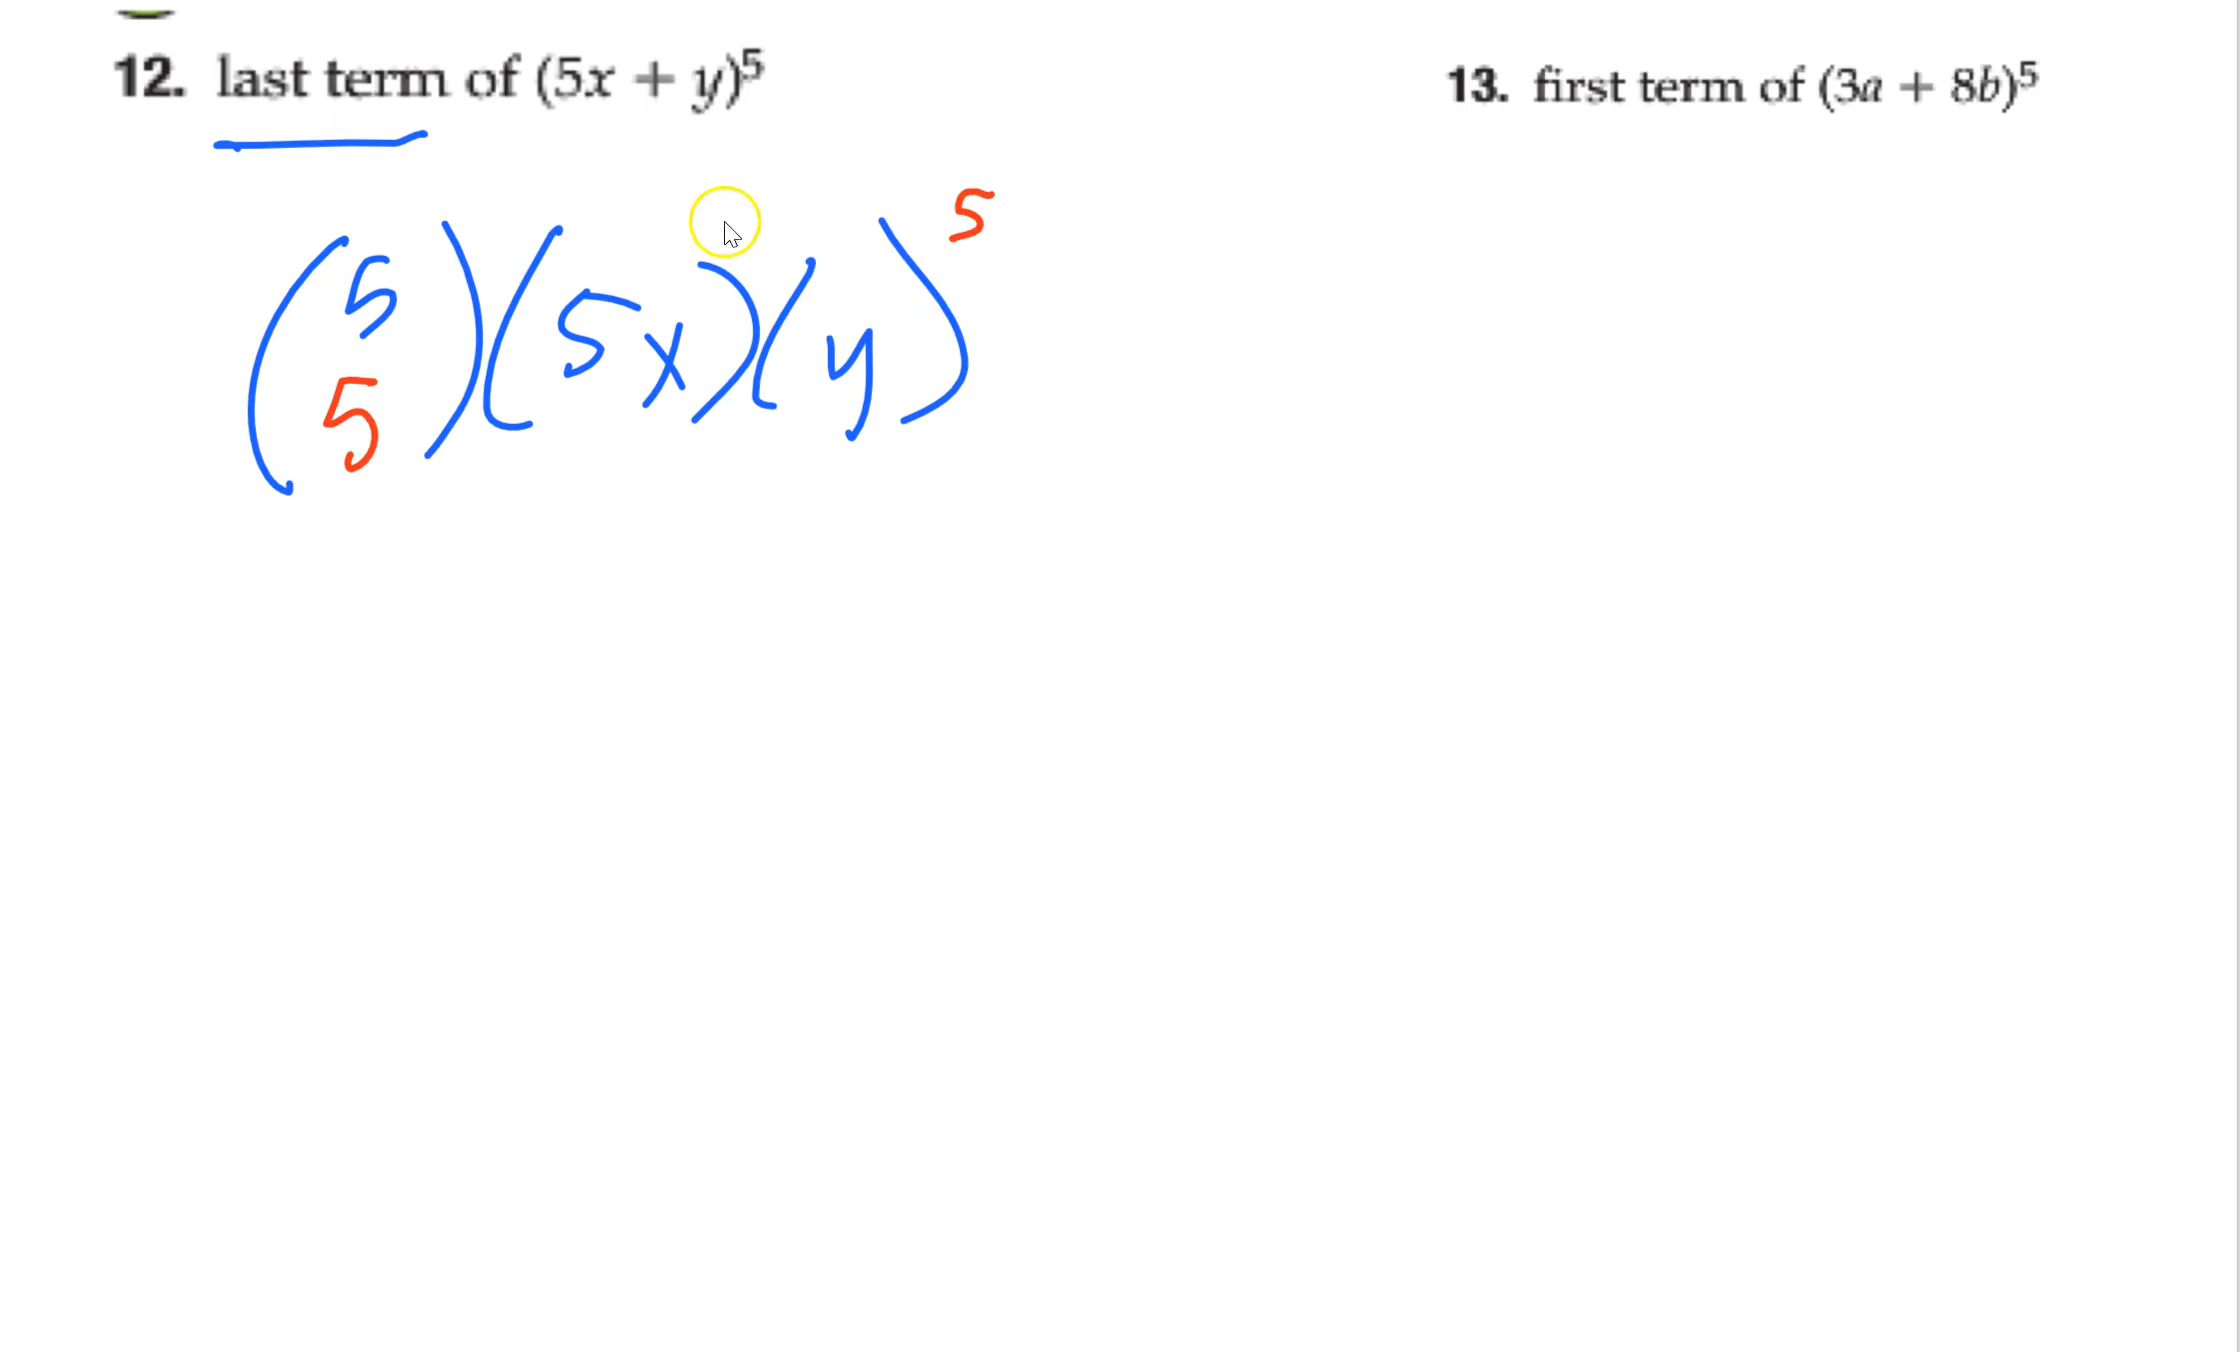 12. last term of (5x + y)⁵
13. first term of (3a + 8b)⁵
(5 5)(5x)(y)⁵